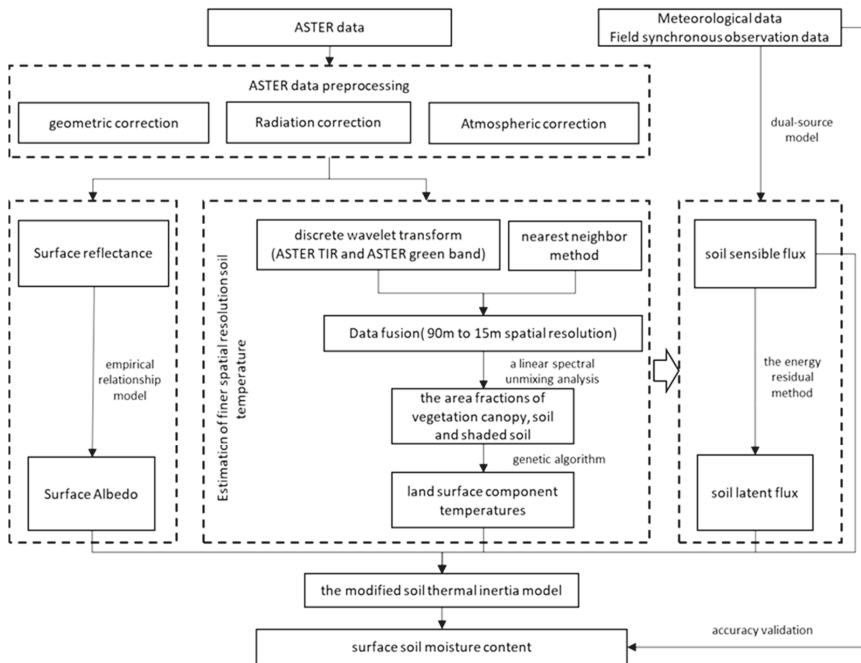 ASTER data
Meteorological data
Field synchronous observation data
ASTER data preprocessing
geometric correction
Radiation correction
Atmospheric correction
dual-source
model
Surface reflectance
empirical
relationship
model
Surface Albedo
Estimation of finer spatial resolution soil
temperature
discrete wavelet transform
(ASTER TIR and ASTER green band)
nearest neighbor
method
Data fusion( 90m to 15m spatial resolution)
a linear spectral
unmixing analysis
the area fractions of
vegetation canopy, soil
and shaded soil
genetic algorithm
land surface component
temperatures
soil sensible flux
the energy
residual
method
soil latent flux
the modified soil thermal inertia model
surface soil moisture content
accuracy validation